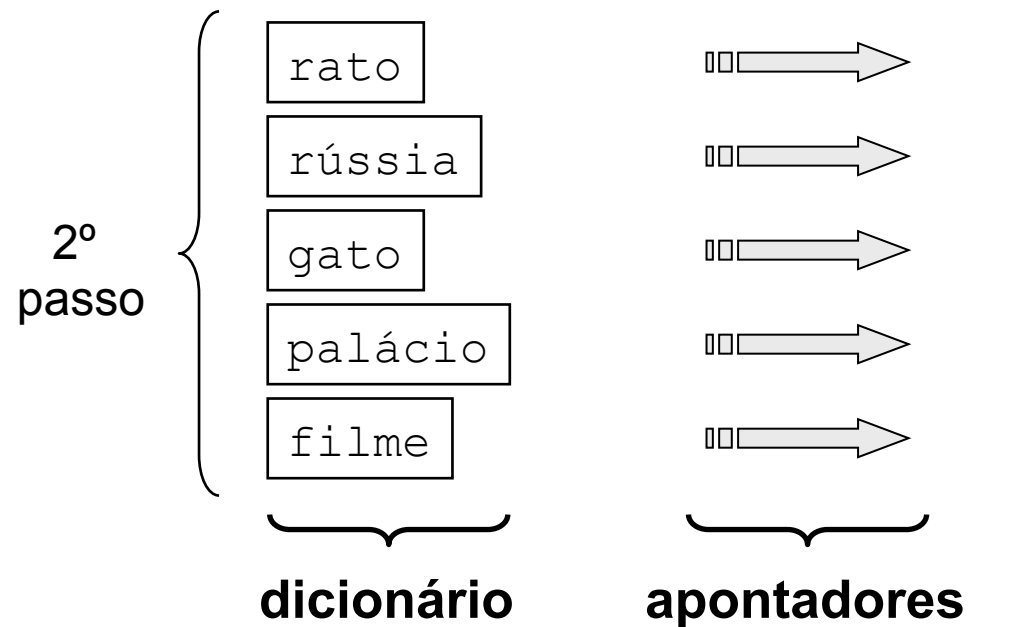 2º
passo
rato
rússia
gato
palácio
filme
dicionário
apontadores